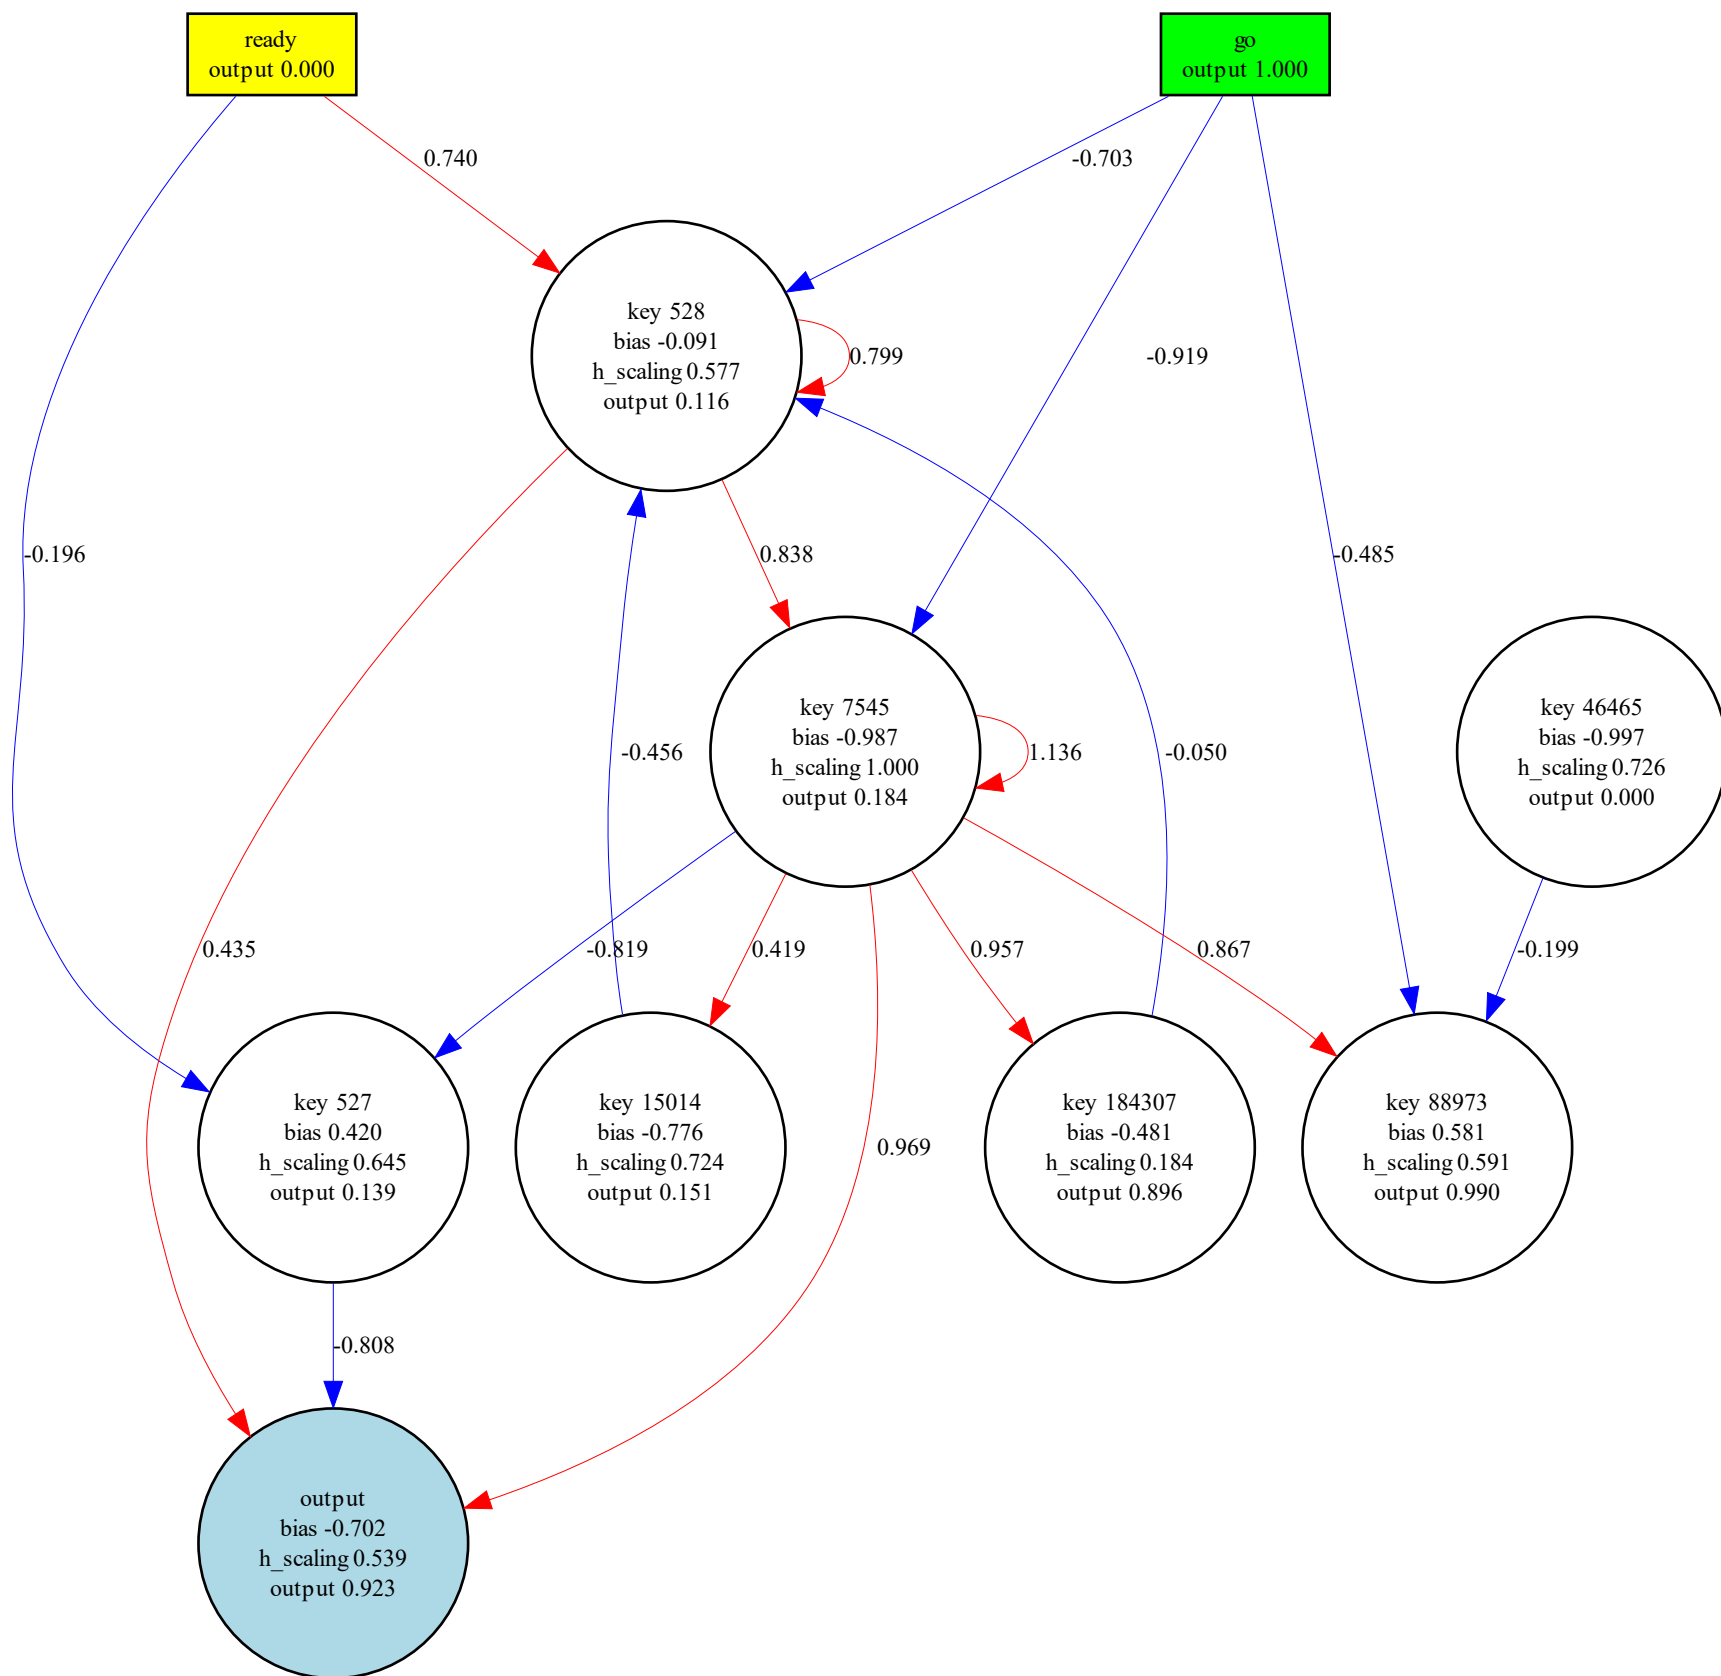 ready
output 0.000
go
output 1.000
0.740
-0.703
key 528
bias -0.091
h_scaling 0.577
output 0.116
0.799
-0.919
-0.196
0.838
-0.485
key 7545
bias -0.987
h_scaling 1.000
output 0.184
1.136
-0.456
-0.050
key 46465
bias -0.997
h_scaling 0.726
output 0.000
0.435
-0.819
0.419
0.957
0.867
-0.199
key 527
bias 0.420
h_scaling 0.645
output 0.139
key 15014
bias -0.776
h_scaling 0.724
output 0.151
0.969
key 184307
bias -0.481
h_scaling 0.184
output 0.896
key 88973
bias 0.581
h_scaling 0.591
output 0.990
-0.808
output
bias -0.702
h_scaling 0.539
output 0.923